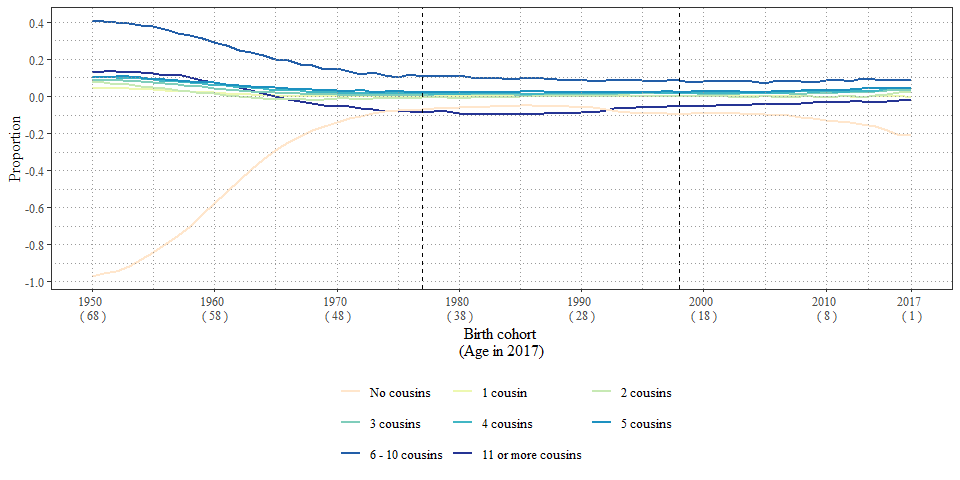 Proportion
0.4
0.2
0.0
-0.2
-0.4
-0.6
-0.8
-1.0
1950 1960 1970 1980 1990 2000 2010 2017
( 68 ) ( 58 ) ( 48 ) ( 38 ) ( 28 ) ( 18 ) ( 8 ) ( 1 )
Birth cohort
(Age in 2017)
No cousins 1 cousin 2 cousins
3 cousins 4 cousins 5 cousins
6 - 10 cousins 11 or more cousins